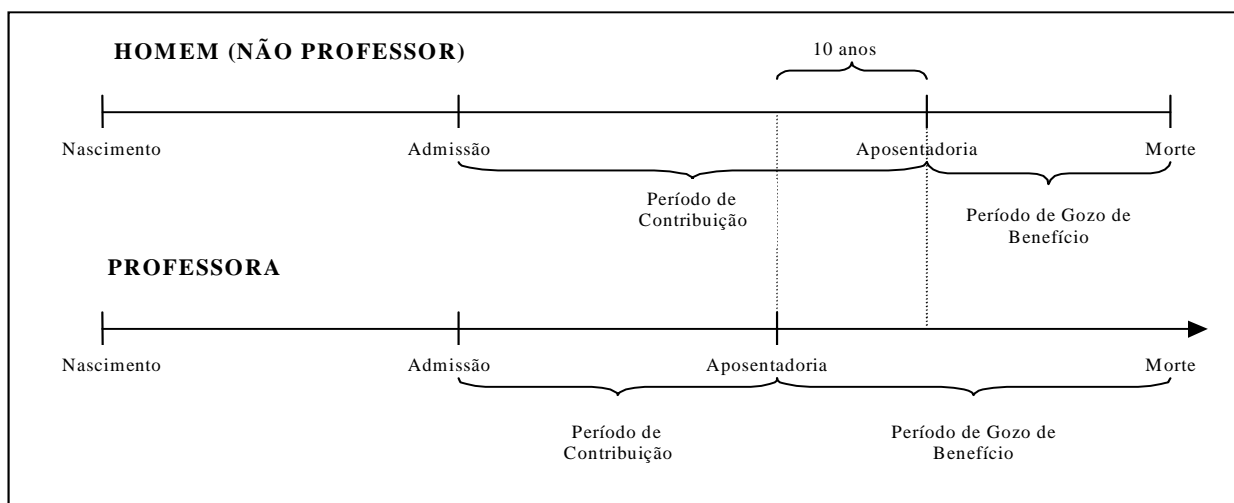 10 anos
HOMEM (NÃO PROFESSOR)
Nascimento
Admissão
Aposentadoria
Morte
Período de
Contribuição
Período de Gozo de
Benefício
PROFESSORA
Nascimento
Admissão
Aposentadoria
Morte
Período de
Contribuição
Período de Gozo de
Benefício